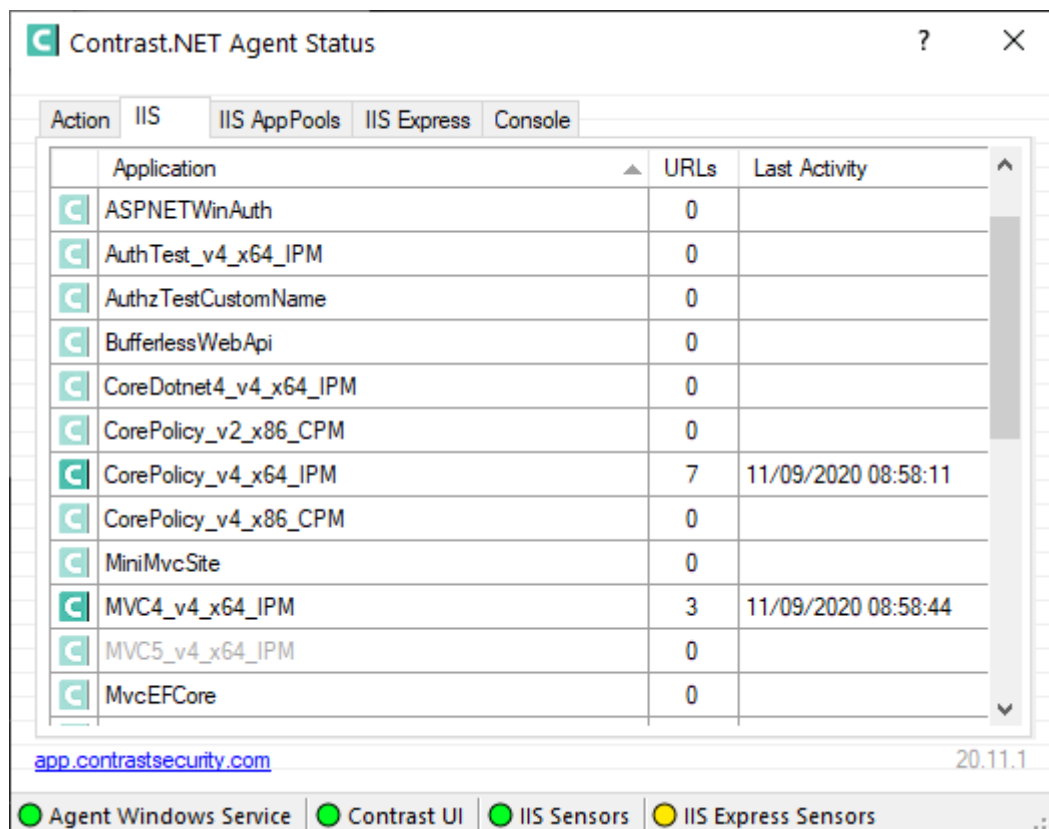 Contrast.NET Agent Status ? ×
Action IIS IIS AppPools IIS Express Console
Application URLs Last Activity
ASPNETWinAuth 0
AuthTest_v4_x64_IPM 0
AuthzTestCustomName 0
BufferlessWebApi 0
CoreDotnet4_v4_x64_IPM 0
CorePolicy_v2_x86_CPM 0
CorePolicy_v4_x64_IPM 7 11/09/2020 08:58:11
CorePolicy_v4_x86_CPM 0
MiniMvcSite 0
MVC4_v4_x64_IPM 3 11/09/2020 08:58:44
MVC5_v4_x64_IPM 0
MvcEFCore 0
app.contrastsecurity.com 20.11.1
Agent Windows Service Contrast UI IIS Sensors IIS Express Sensors